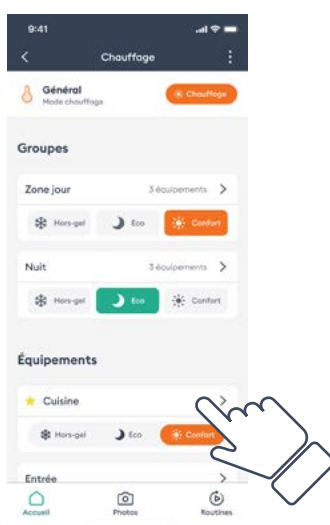 9:41
Chauffage
Général
Mode chauffage
Chauffage
Groupes
Zone jour 3 équipements
Hors-gel Eco Confort
Nuit 3 équipements
Hors-gel Eco Confort
Équipements
Cuisine
Hors-gel Eco Confort
Entrée
Accueil Photos Routines